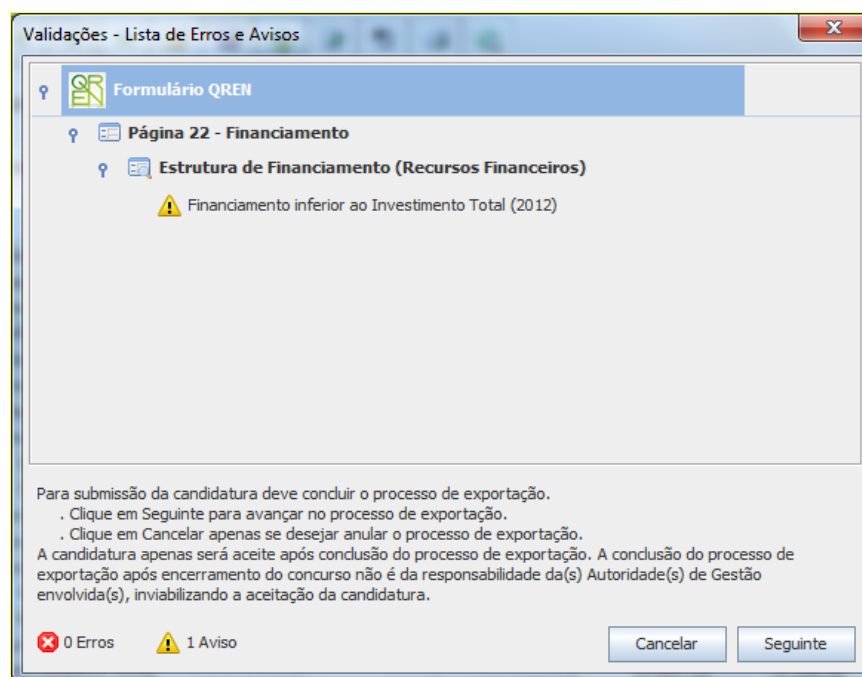 Validações - Lista de Erros e Avisos
QREN Formulário QREN
Página 22 - Financiamento
Estrutura de Financiamento (Recursos Financeiros)
Financiamento inferior ao Investimento Total (2012)
Para submissão da candidatura deve concluir o processo de exportação.
. Clique em Seguinte para avançar no processo de exportação.
. Clique em Cancelar apenas se desejar anular o processo de exportação.
A candidatura apenas será aceite após conclusão do processo de exportação. A conclusão do processo de
exportação após encerramento do concurso não é da responsabilidade da(s) Autoridade(s) de Gestão
envolvida(s), inviabilizando a aceitação da candidatura.
0 Erros 1 Aviso Cancelar Seguinte